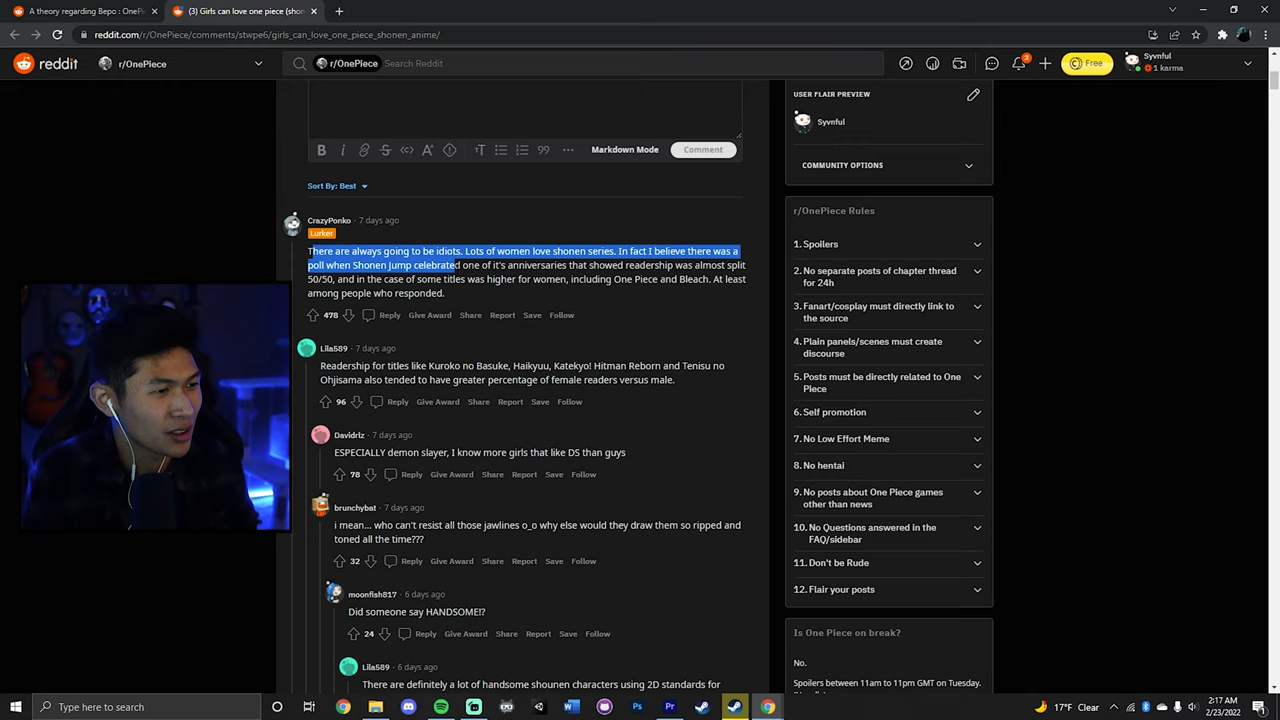 A theory regarding Bepo : OneP
(3) Girls can love one piece (shon
reddit.com/r/OnePiece/comments/stwpe6/girls_can_love_one_piece_shonen_anime/
reddit
r/OnePiece
r/OnePiece Search Reddit
3
Free
Syvnful
1 karma
USER FLAIR PREVIEW
Syvnful
COMMUNITY OPTIONS
Markdown Mode
Comment
Sort By: Best
CrazyPonko · 7 days ago
Lurker
There are always going to be idiots. Lots of women love shonen series. In fact I believe there was a
poll when Shonen Jump celebrated one of it's anniversaries that showed readership was almost split
50/50, and in the case of some titles was higher for women, including One Piece and Bleach. At least
among people who responded.
478 Reply Give Award Share Report Save Follow
Lila589 · 7 days ago
Readership for titles like Kuroko no Basuke, Haikyuu, Katekyo! Hitman Reborn and Tenisu no
Ohjisama also tended to have greater percentage of female readers versus male.
96 Reply Give Award Share Report Save Follow
Davidriz · 7 days ago
ESPECIALLY demon slayer, I know more girls that like DS than guys
78 Reply Give Award Share Report Save Follow
brunchybat · 7 days ago
i mean... who can't resist all those jawlines o_o why else would they draw them so ripped and
toned all the time???
32 Reply Give Award Share Report Save Follow
moonfish817 · 6 days ago
Did someone say HANDSOME!?
24 Reply Give Award Share Report Save Follow
Lila589 · 6 days ago
There are definitely a lot of handsome shounen characters using 2D standards for
r/OnePiece Rules
1. Spoilers
2. No separate posts of chapter thread
for 24h
3. Fanart/cosplay must directly link to
the source
4. Plain panels/scenes must create
discourse
5. Posts must be directly related to One
Piece
6. Self promotion
7. No Low Effort Meme
8. No hentai
9. No posts about One Piece games
other than news
10. No Questions answered in the
FAQ/sidebar
11. Don't be Rude
12. Flair your posts
Is One Piece on break?
No.
Spoilers between 11am to 11pm GMT on Tuesday.
Type here to search
17°F Clear
2:17 AM
2/23/2022